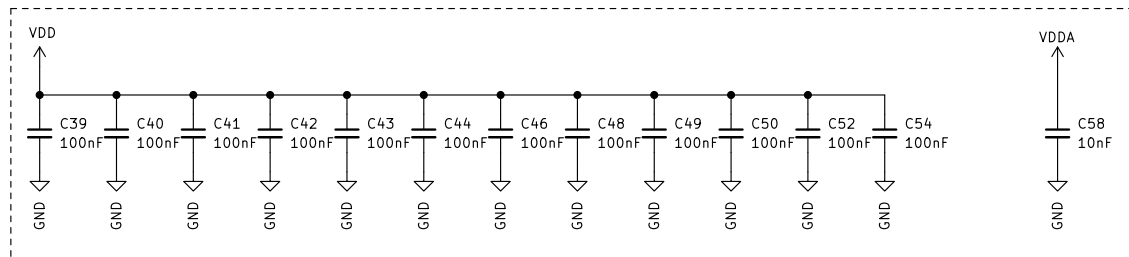 VDD
VDDA
C39 C40 C41 C42 C43 C44 C46 C48 C49 C50 C52 C54 C58
100nF 100nF 100nF 100nF 100nF 100nF 100nF 100nF 100nF 100nF 100nF 100nF 10nF
GND GND GND GND GND GND GND GND GND GND GND GND GND